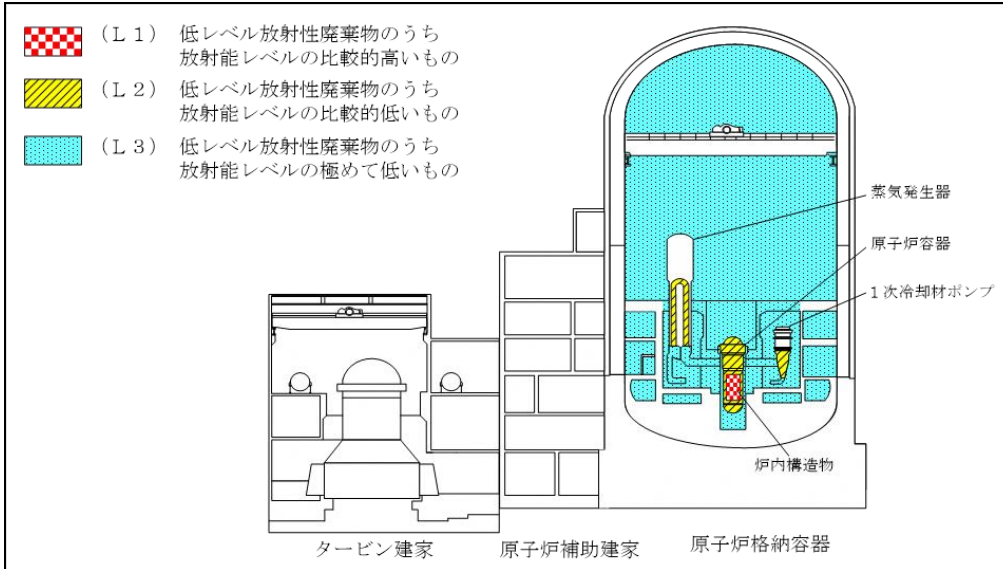 （Ｌ１） 低レベル放射性廃棄物のうち
放射能レベルの比較的高いもの
（Ｌ２） 低レベル放射性廃棄物のうち
放射能レベルの比較的低いもの
（Ｌ３） 低レベル放射性廃棄物のうち
放射能レベルの極めて低いもの
蒸気発生器
原子炉容器
１次冷却材ポンプ
炉内構造物
タービン建家
原子炉補助建家
原子炉格納容器